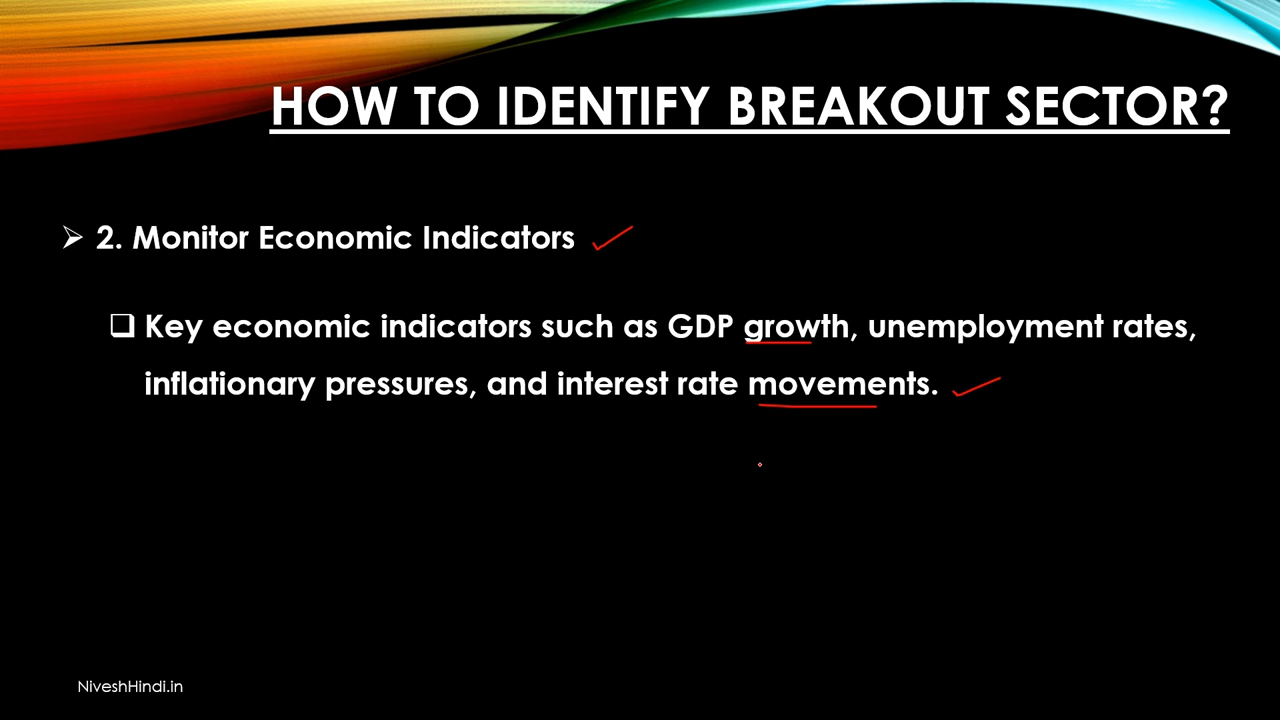 HOW TO IDENTIFY BREAKOUT SECTOR?
➢ 2. Monitor Economic Indicators
❑ Key economic indicators such as GDP growth, unemployment rates,
inflationary pressures, and interest rate movements.
NiveshHindi.in